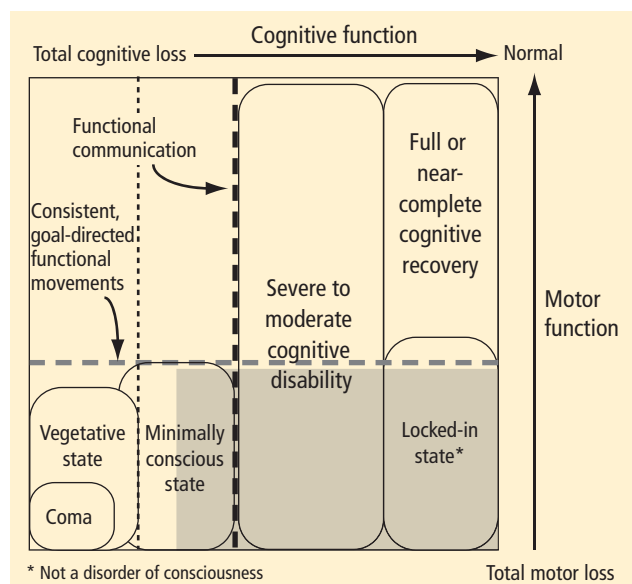 Cognitive function
Total cognitive loss
Normal
Functional
communication
Consistent,
goal-directed
functional
movements
Full or
near-
complete
cognitive
recovery
Severe to
moderate
cognitive
disability
Motor
function
Vegetative
state
Minimally
conscious
state
Locked-in
state*
Coma
* Not a disorder of consciousness
Total motor loss